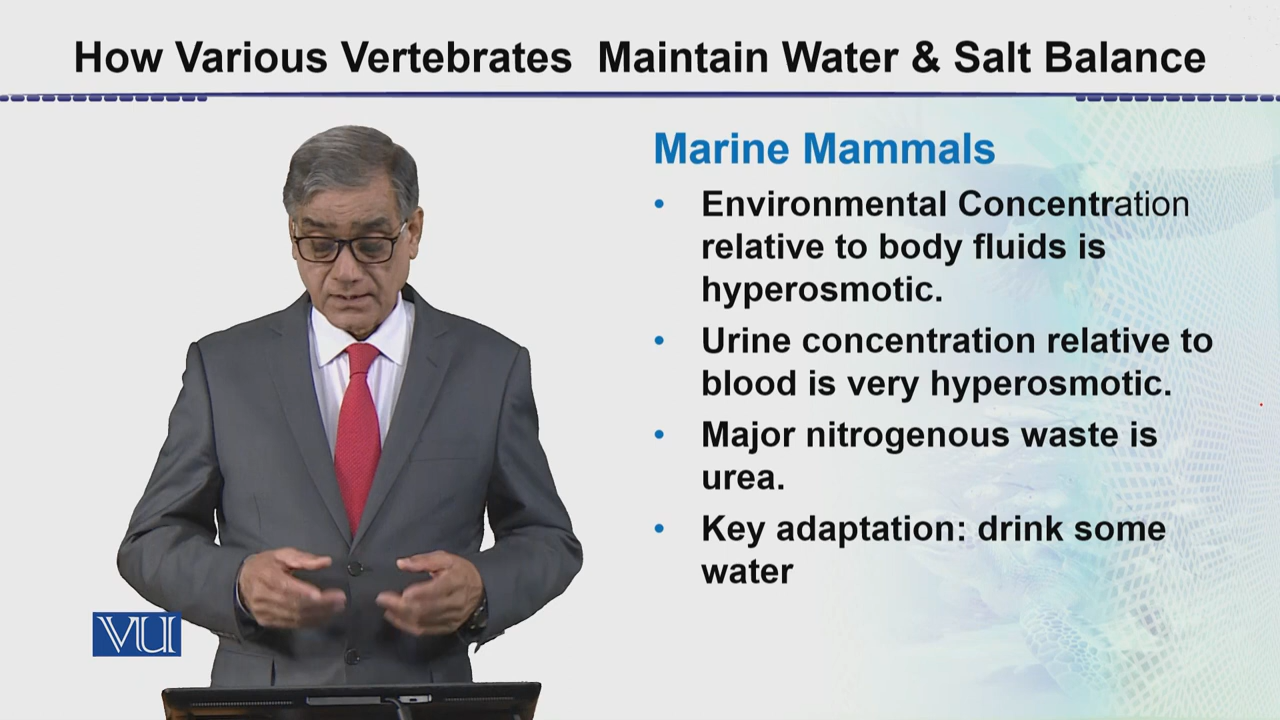 How Various Vertebrates Maintain Water & Salt Balance
Marine Mammals
• Environmental Concentration
relative to body fluids is
hyperosmotic.
• Urine concentration relative to
blood is very hyperosmotic.
• Major nitrogenous waste is
urea.
• Key adaptation: drink some
water
VU